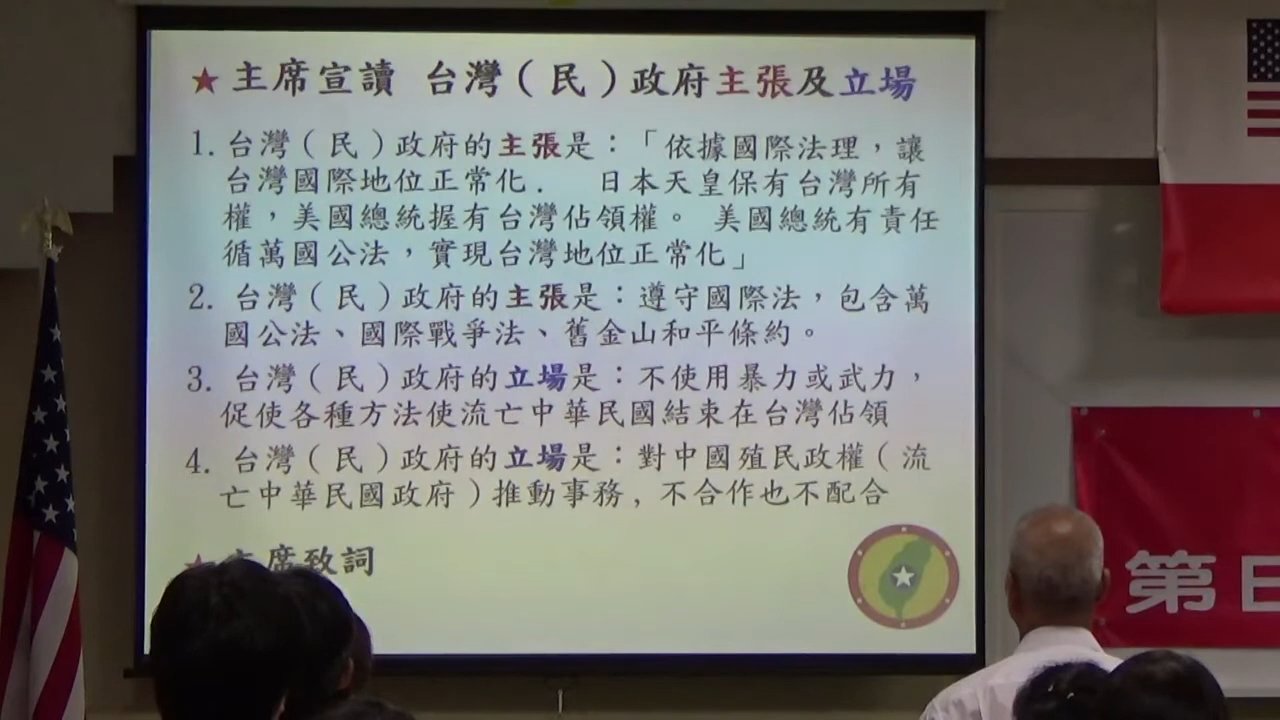 ★主席宣讀 台灣(民)政府主張及立場
1. 台灣(民)政府的主張是:「依據國際法理,讓
台灣國際地位正常化. 日本天皇保有台灣所有
權,美國總統握有台灣佔領權。 美國總統有責任
循萬國公法,實現台灣地位正常化」
2. 台灣(民)政府的主張是:遵守國際法,包含萬
國公法、國際戰爭法、舊金山和平條約。
3. 台灣(民)政府的立場是:不使用暴力或武力,
促使各種方法使流亡中華民國結束在台灣佔領
4. 台灣(民)政府的立場是:對中國殖民政權(流
亡中華民國政府)推動事務, 不合作也不配合
★主席致詞
第日